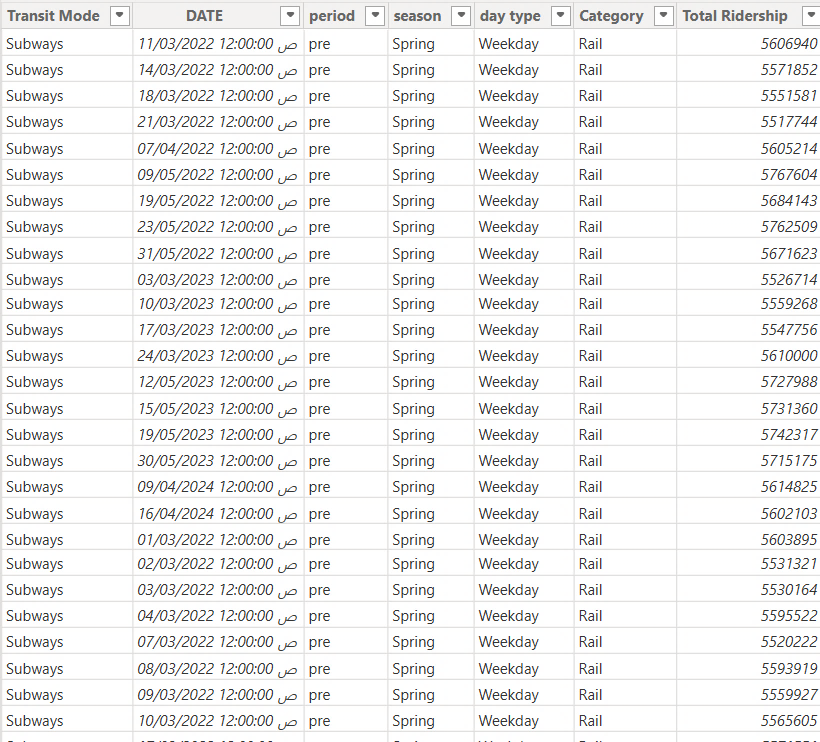 Transit Mode DATE period season day type Category Total Ridership
Subways 11/03/2022 12:00:00 ص pre Spring Weekday Rail 5606940
Subways 14/03/2022 12:00:00 ص pre Spring Weekday Rail 5571852
Subways 18/03/2022 12:00:00 ص pre Spring Weekday Rail 5551581
Subways 21/03/2022 12:00:00 ص pre Spring Weekday Rail 5517744
Subways 07/04/2022 12:00:00 ص pre Spring Weekday Rail 5605214
Subways 09/05/2022 12:00:00 ص pre Spring Weekday Rail 5767604
Subways 19/05/2022 12:00:00 ص pre Spring Weekday Rail 5684143
Subways 23/05/2022 12:00:00 ص pre Spring Weekday Rail 5762509
Subways 31/05/2022 12:00:00 ص pre Spring Weekday Rail 5671623
Subways 03/03/2023 12:00:00 ص pre Spring Weekday Rail 5526714
Subways 10/03/2023 12:00:00 ص pre Spring Weekday Rail 5559268
Subways 17/03/2023 12:00:00 ص pre Spring Weekday Rail 5547756
Subways 24/03/2023 12:00:00 ص pre Spring Weekday Rail 5610000
Subways 12/05/2023 12:00:00 ص pre Spring Weekday Rail 5727988
Subways 15/05/2023 12:00:00 ص pre Spring Weekday Rail 5731360
Subways 19/05/2023 12:00:00 ص pre Spring Weekday Rail 5742317
Subways 30/05/2023 12:00:00 ص pre Spring Weekday Rail 5715175
Subways 09/04/2024 12:00:00 ص pre Spring Weekday Rail 5614825
Subways 16/04/2024 12:00:00 ص pre Spring Weekday Rail 5602103
Subways 01/03/2022 12:00:00 ص pre Spring Weekday Rail 5603895
Subways 02/03/2022 12:00:00 ص pre Spring Weekday Rail 5531321
Subways 03/03/2022 12:00:00 ص pre Spring Weekday Rail 5530164
Subways 04/03/2022 12:00:00 ص pre Spring Weekday Rail 5595522
Subways 07/03/2022 12:00:00 ص pre Spring Weekday Rail 5520222
Subways 08/03/2022 12:00:00 ص pre Spring Weekday Rail 5593919
Subways 09/03/2022 12:00:00 ص pre Spring Weekday Rail 5559927
Subways 10/03/2022 12:00:00 ص pre Spring Weekday Rail 5565605